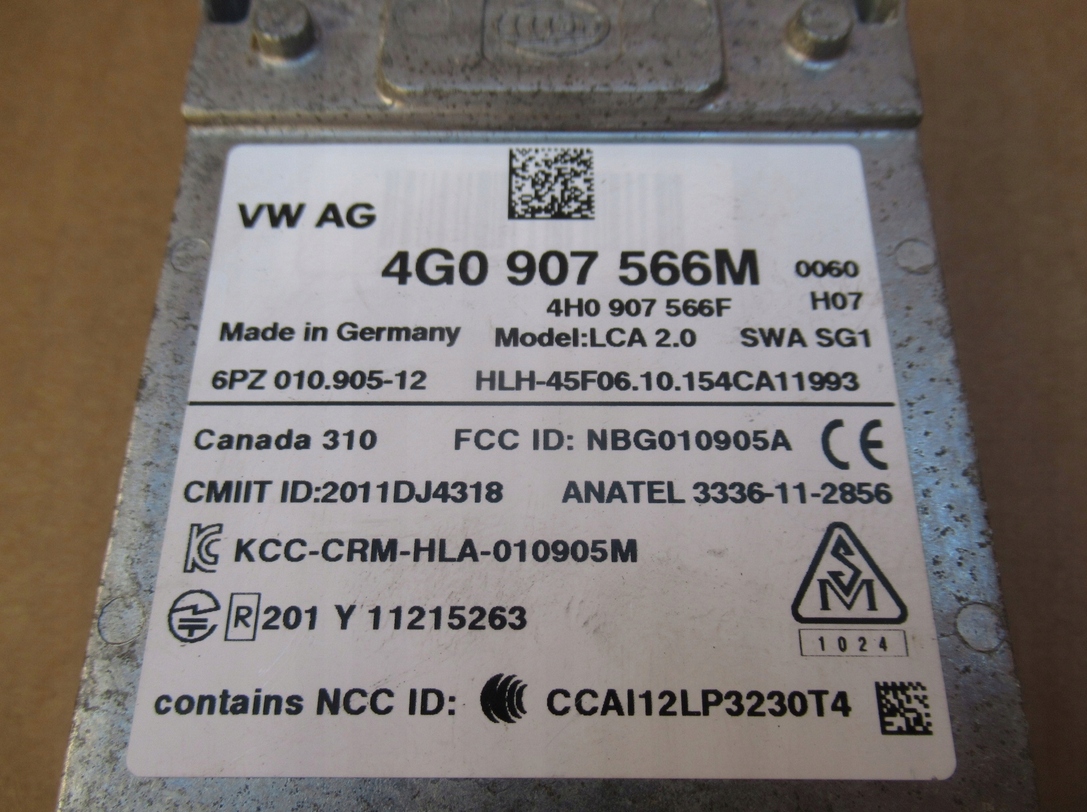 VW AG
4G0 907 566M 0060
4H0 907 566F H07
Made in Germany Model:LCA 2.0 SWA SG1
6PZ 010.905-12 HLH-45F06.10.154CA11993
Canada 310 FCC ID: NBG010905A CE
CMIIT ID:2011DJ4318 ANATEL 3336-11-2856
KCC-CRM-HLA-010905M
R 201 Y 11215263
SM
1024
contains NCC ID: CCAI12LP3230T4